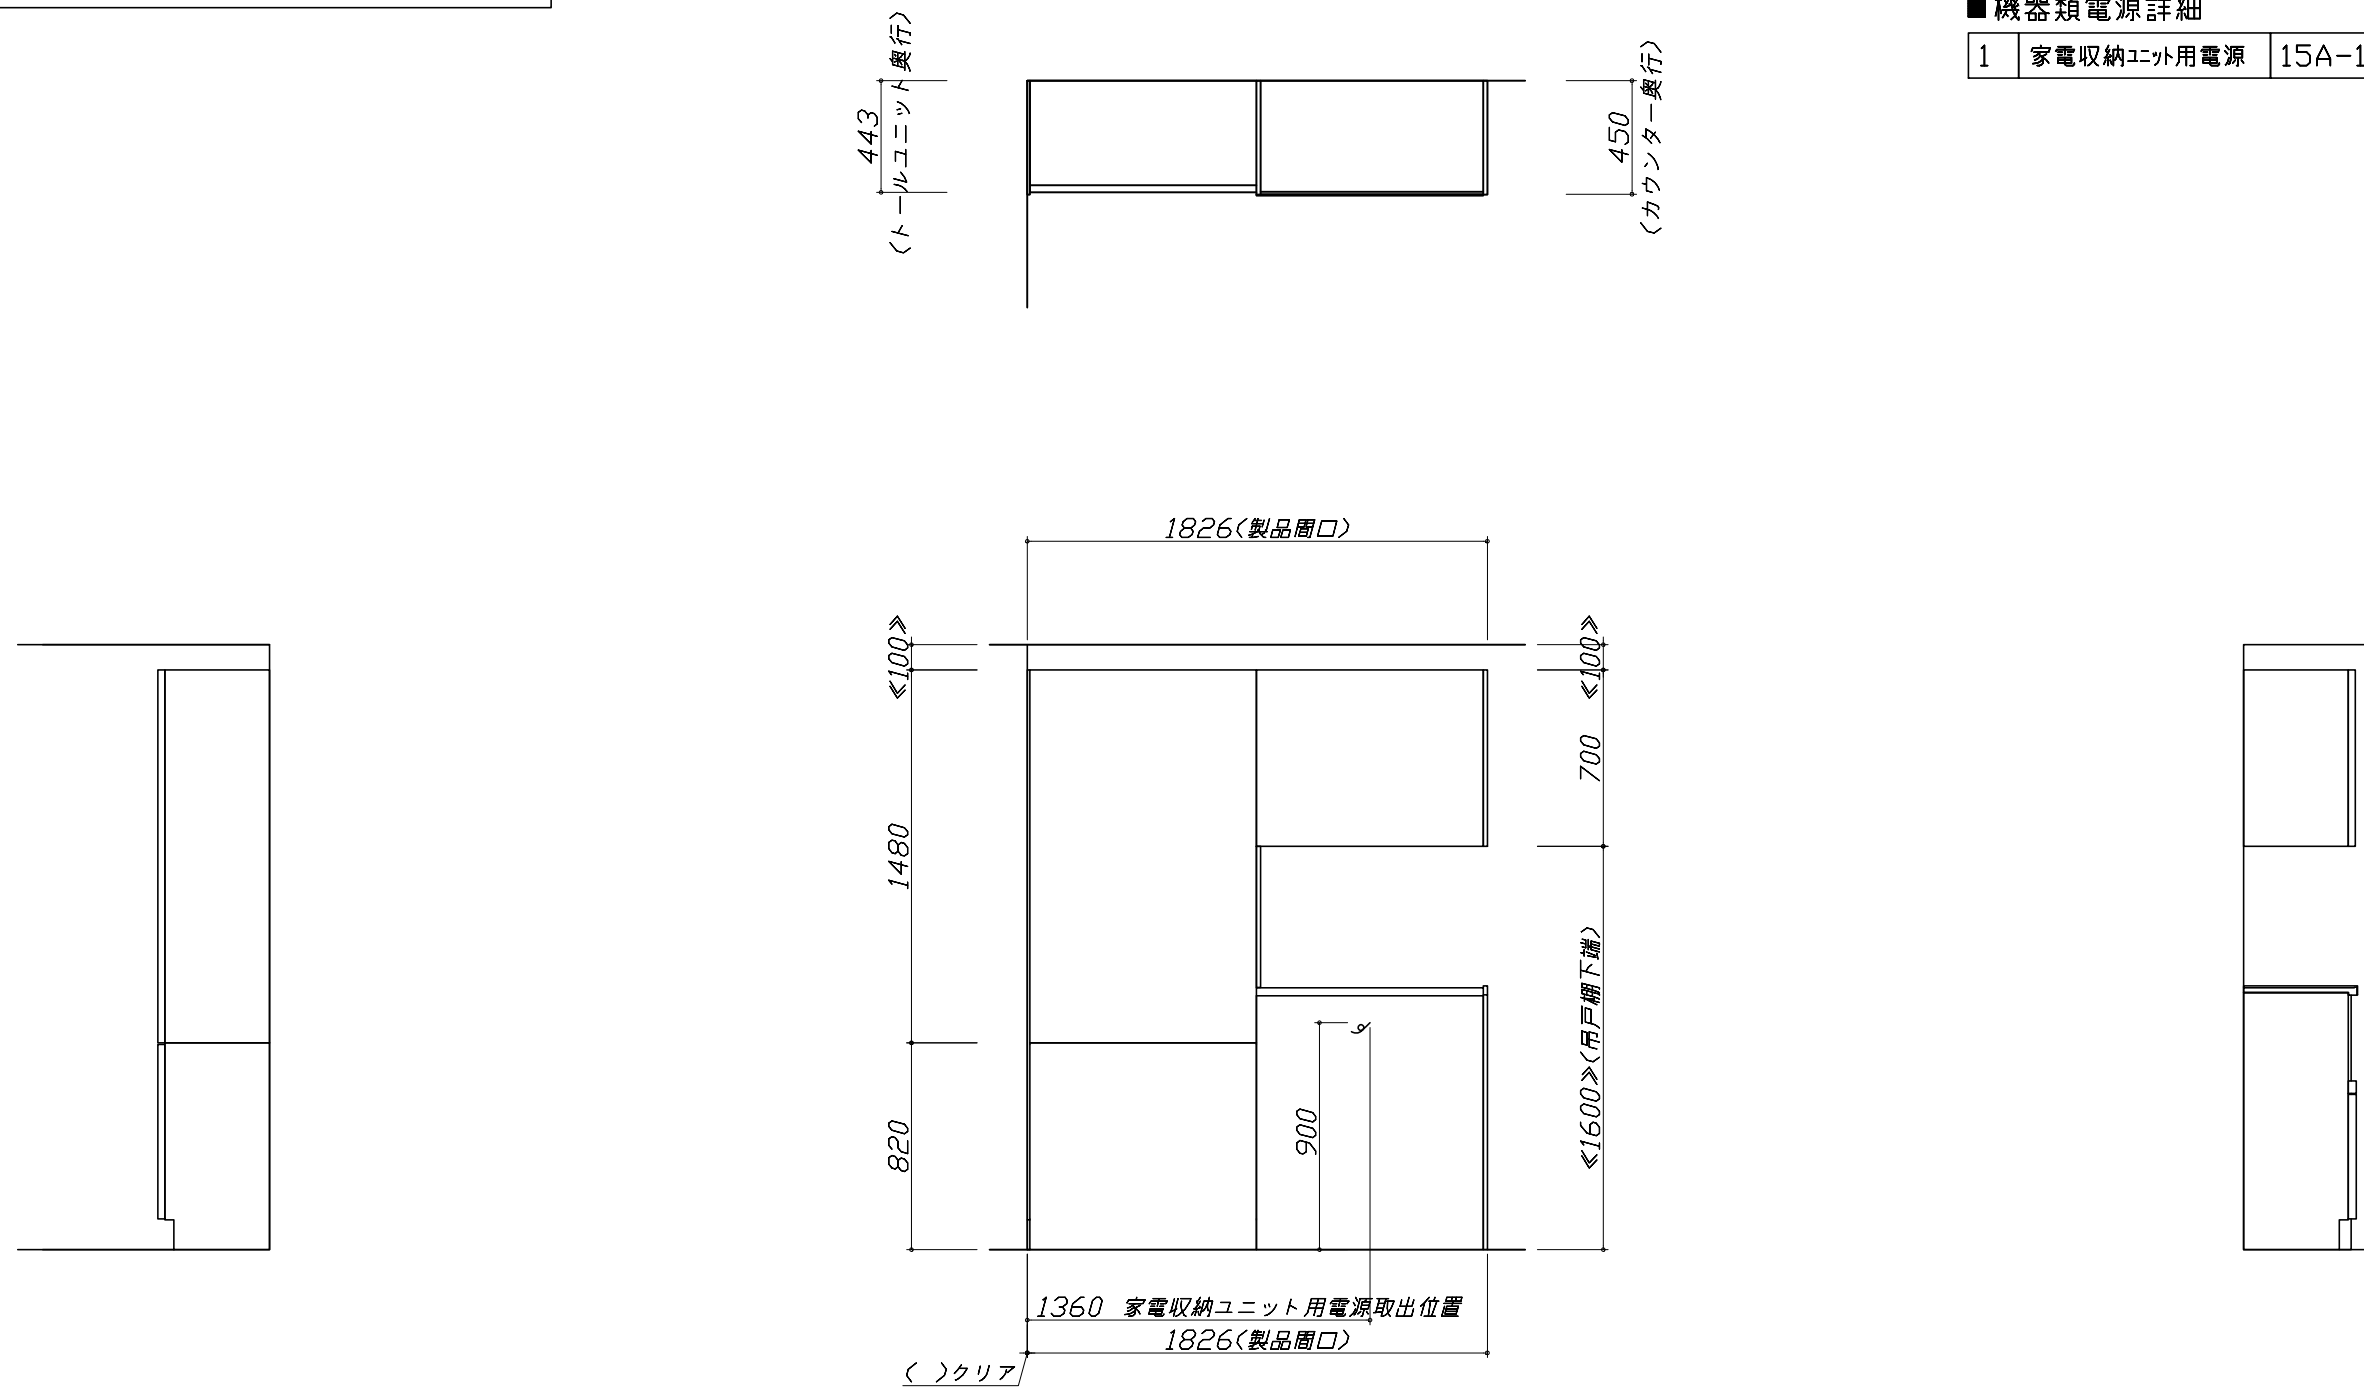 ■機器類電源詳細
1 家電収納ユニット用電源 15A-1
443
(トールユニット奥行)
450
(カウンター奥行)
1826(製品間口)
≪100≫
1480
820
≪100≫
700
≪1600≫(吊戸棚下端)
900
1360 家電収納ユニット用電源取出位置
1826(製品間口)
( )クリア